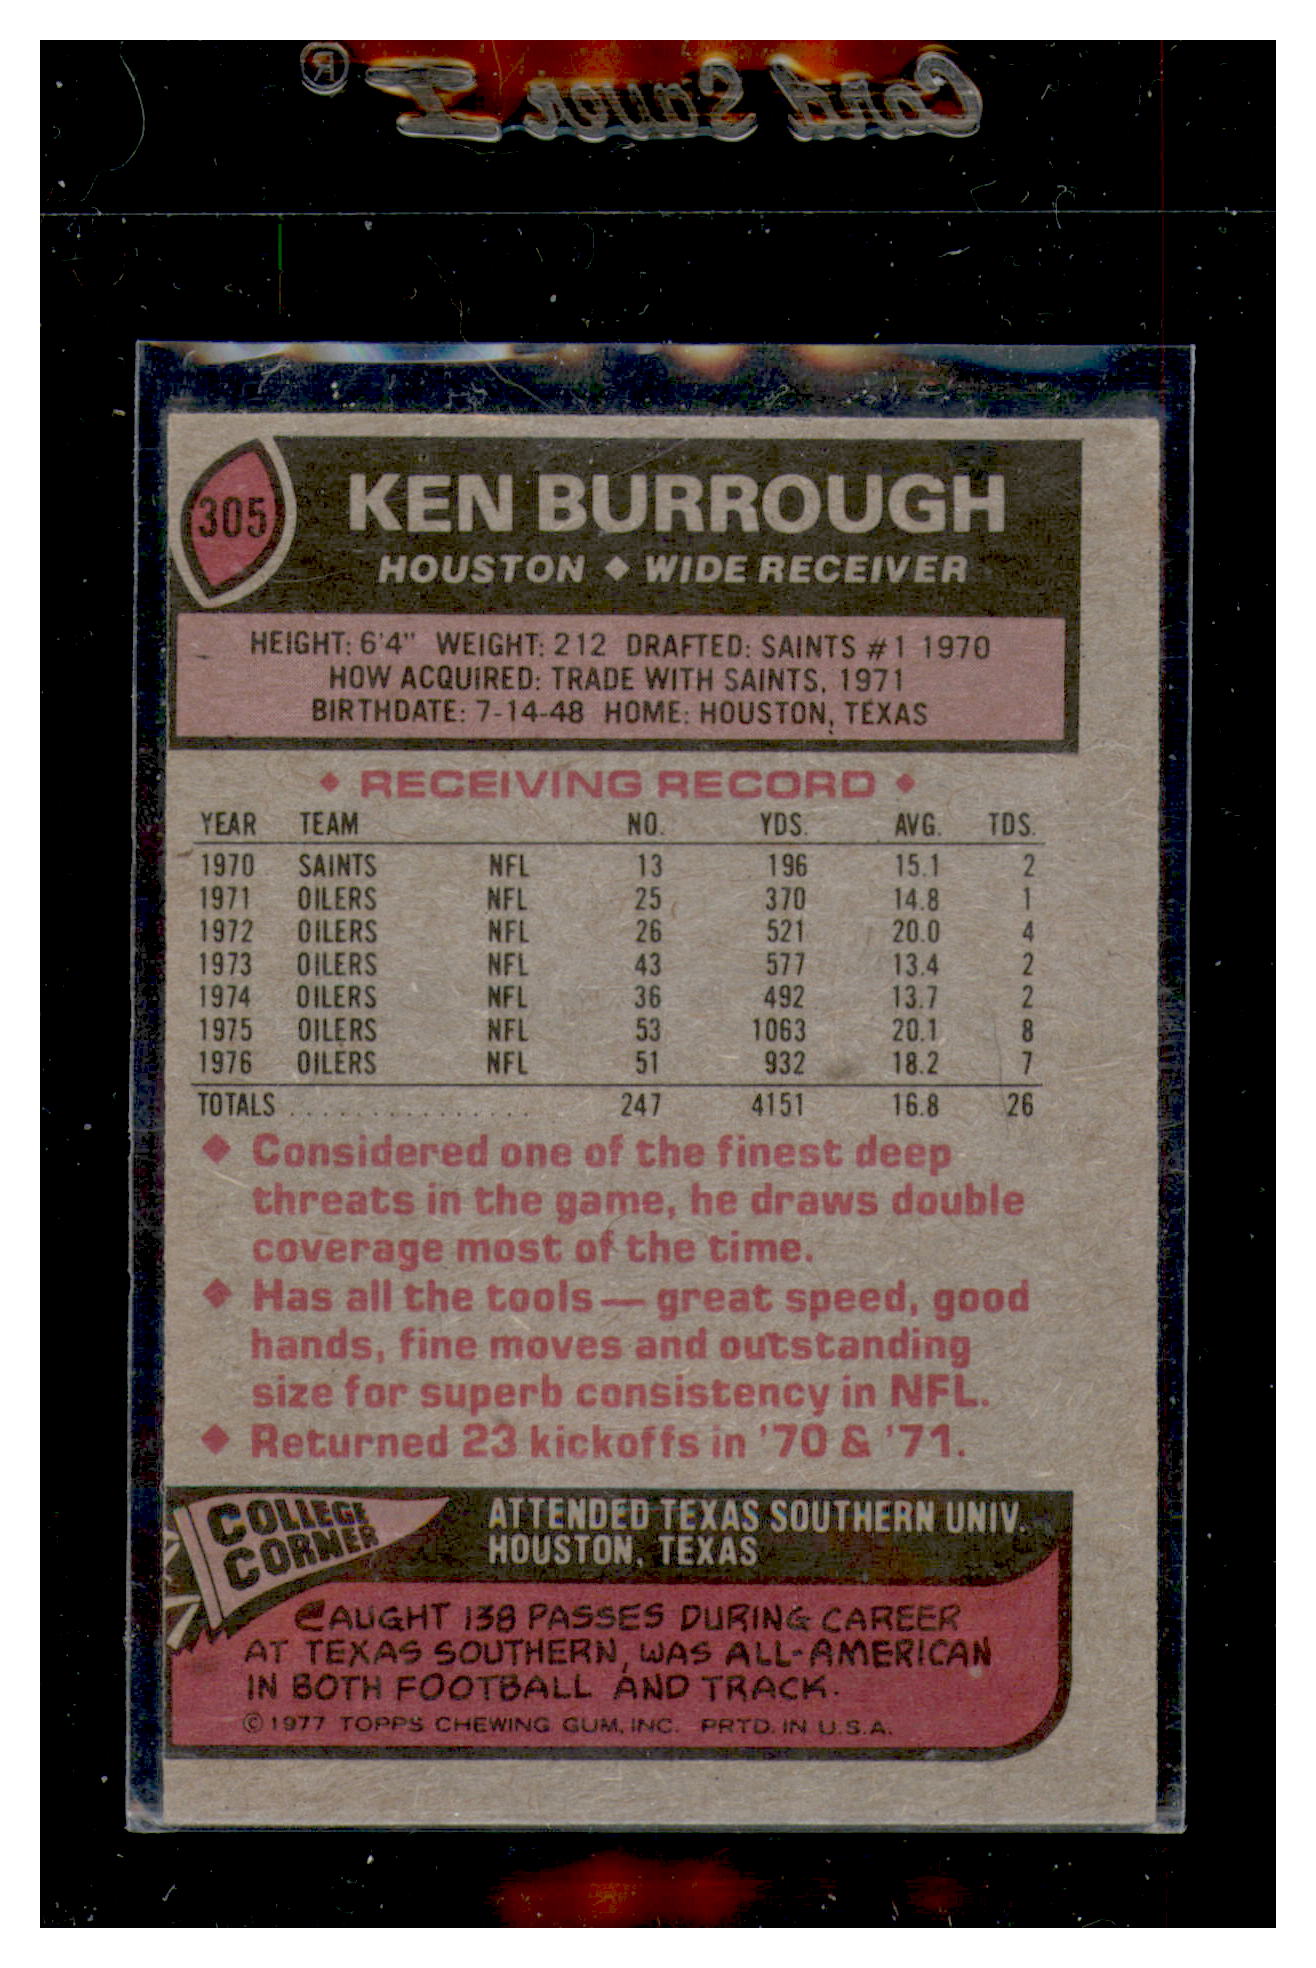 Card Saver I ®
305
KEN BURROUGH
HOUSTON ◆ WIDE RECEIVER
HEIGHT: 6'4" WEIGHT: 212 DRAFTED: SAINTS #1 1970
HOW ACQUIRED: TRADE WITH SAINTS, 1971
BIRTHDATE: 7-14-48 HOME: HOUSTON, TEXAS
◆ RECEIVING RECORD ◆
YEAR TEAM NO. YDS. AVG. TDS.
1970 SAINTS NFL 13 196 15.1 2
1971 OILERS NFL 25 370 14.8 1
1972 OILERS NFL 26 521 20.0 4
1973 OILERS NFL 43 577 13.4 2
1974 OILERS NFL 36 492 13.7 2
1975 OILERS NFL 53 1063 20.1 8
1976 OILERS NFL 51 932 18.2 7
TOTALS ................ 247 4151 16.8 26
◆ Considered one of the finest deep
threats in the game, he draws double
coverage most of the time.
◆ Has all the tools — great speed, good
hands, fine moves and outstanding
size for superb consistency in NFL.
◆ Returned 23 kickoffs in '70 & '71.
COLLEGE
CORNER
ATTENDED TEXAS SOUTHERN UNIV.
HOUSTON, TEXAS
CAUGHT 138 PASSES DURING CAREER
AT TEXAS SOUTHERN, WAS ALL-AMERICAN
IN BOTH FOOTBALL AND TRACK.
© 1977 TOPPS CHEWING GUM, INC. PRTD. IN U.S.A.